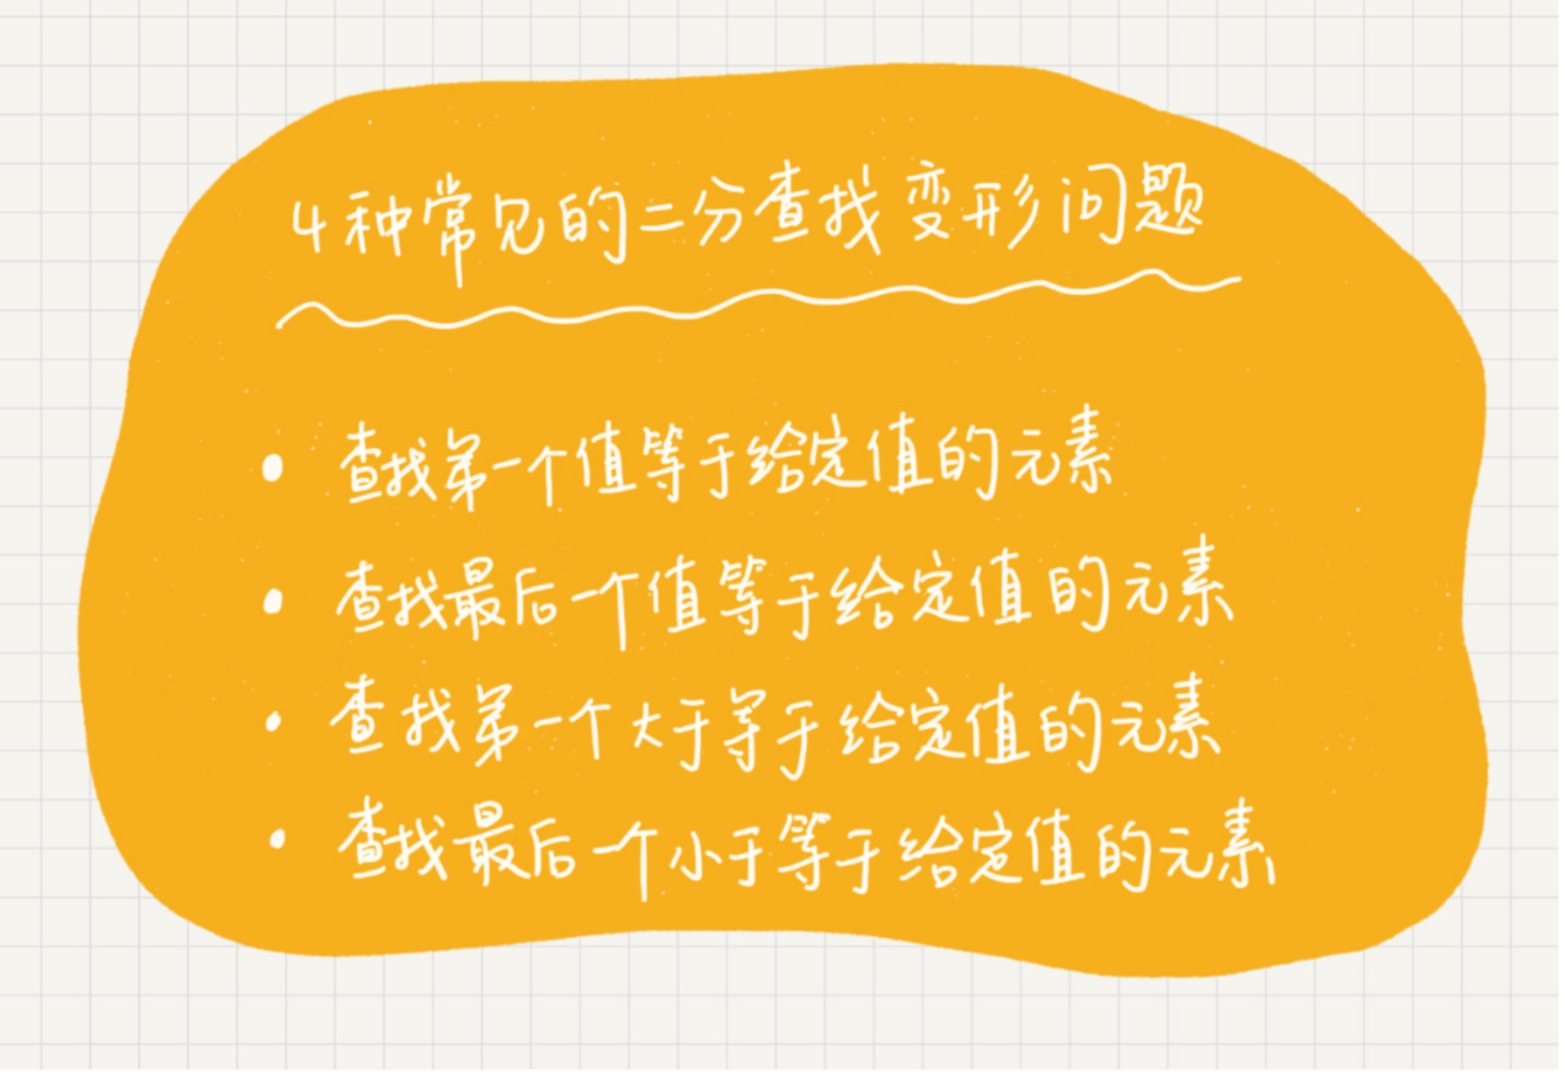 4种常见的二分查找变形问题
• 查找第一个值等于给定值的元素
• 查找最后一个值等于给定值的元素
• 查找第一个大于等于给定值的元素
• 查找最后一个小于等于给定值的元素